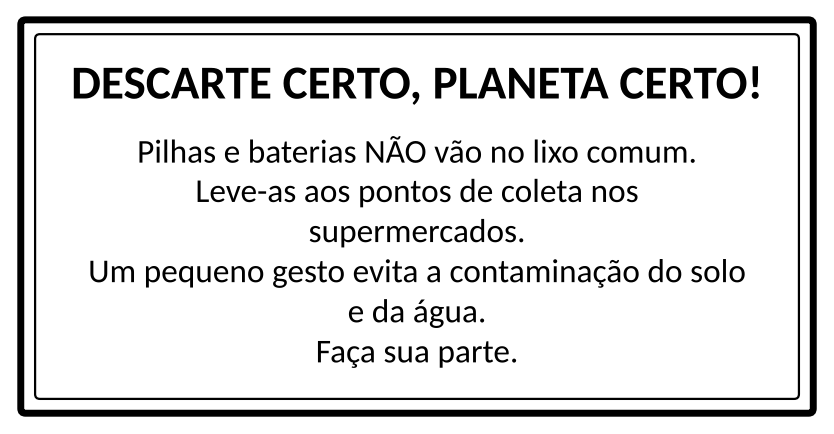 DESCARTE CERTO, PLANETA CERTO!
Pilhas e baterias NÃO vão no lixo comum.
Leve-as aos pontos de coleta nos
supermercados.
Um pequeno gesto evita a contaminação do solo
e da água.
Faça sua parte.